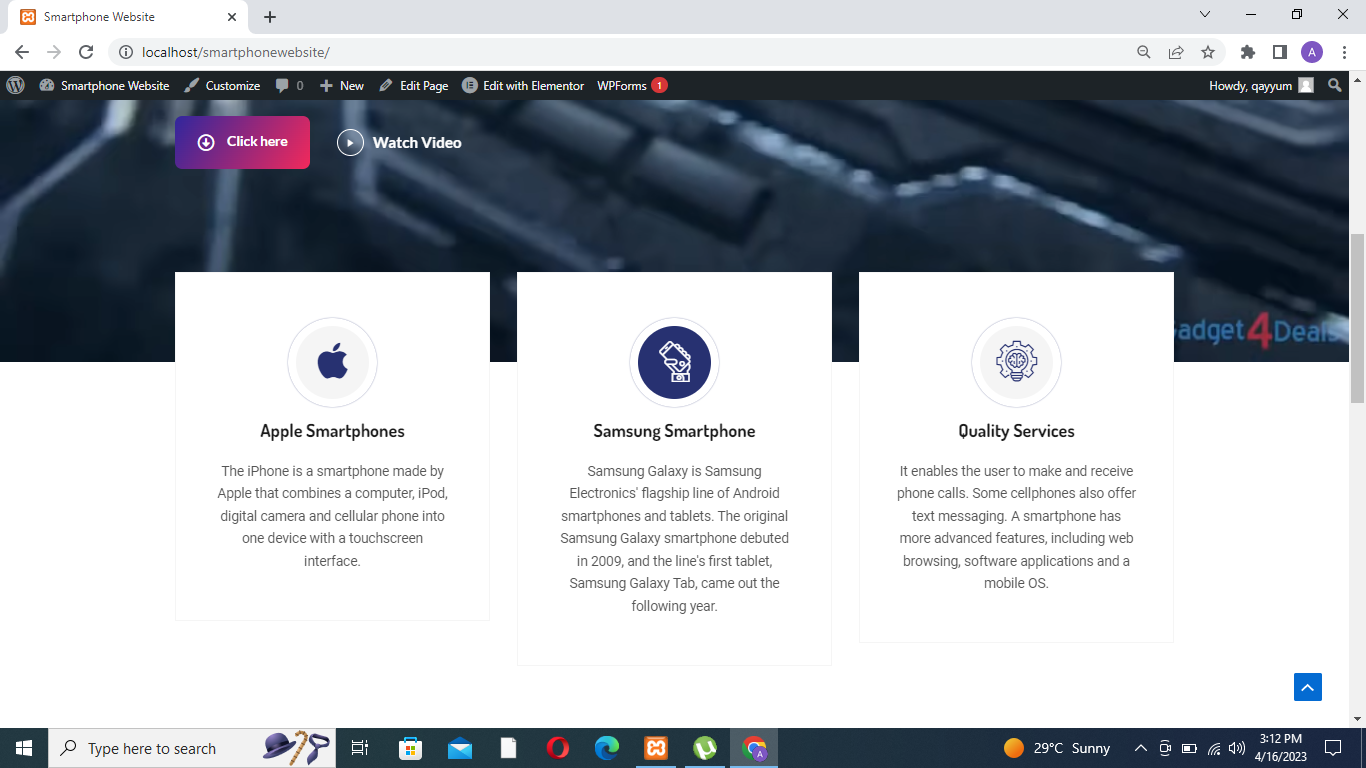 Smartphone Website
localhost/smartphonewebsite/
A
Smartphone Website Customize 0 New Edit Page Edit with Elementor WPForms 1 Howdy, qayyum
Click here Watch Video
adget4Deals
Apple Smartphones
The iPhone is a smartphone made by
Apple that combines a computer, iPod,
digital camera and cellular phone into
one device with a touchscreen
interface.
Samsung Smartphone
Samsung Galaxy is Samsung
Electronics' flagship line of Android
smartphones and tablets. The original
Samsung Galaxy smartphone debuted
in 2009, and the line's first tablet,
Samsung Galaxy Tab, came out the
following year.
Quality Services
It enables the user to make and receive
phone calls. Some cellphones also offer
text messaging. A smartphone has
more advanced features, including web
browsing, software applications and a
mobile OS.
Type here to search
A
29°C Sunny
3:12 PM
4/16/2023